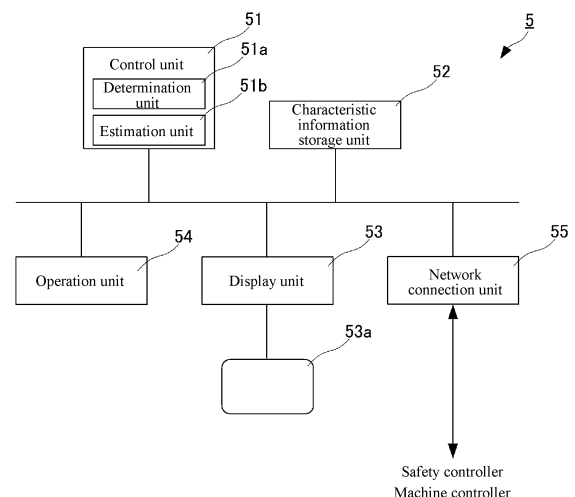 5
51
Control unit
51a
Determination
unit
51b
Estimation unit
52
Characteristic
information
storage unit
54
Operation unit
53
Display unit
55
Network
connection unit
53a
Safety controller
Machine controller